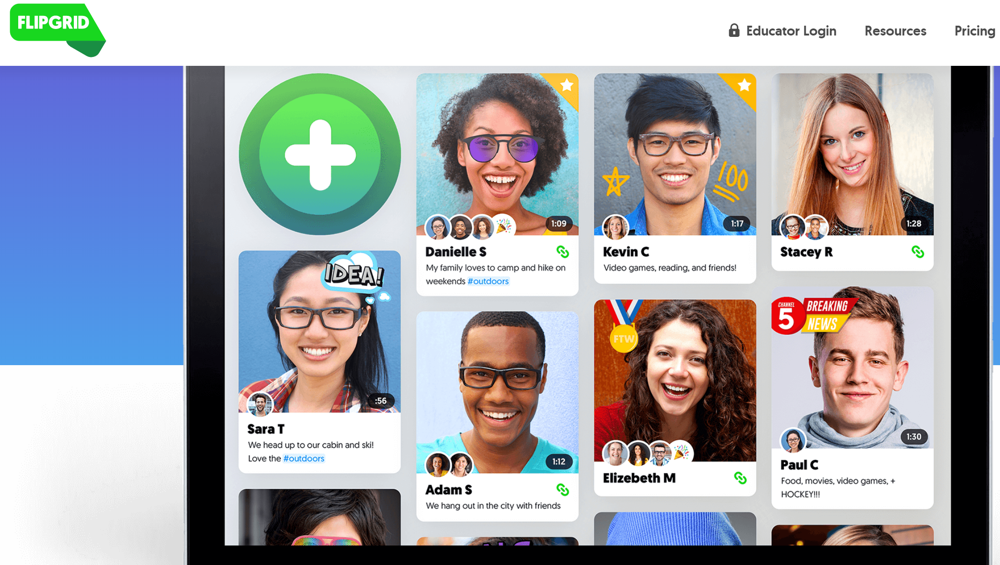 FLIPGRID
Educator Login
Resources
Pricing
1:09
Danielle S
My family loves to camp and hike on
weekends #outdoors
100
1:17
Kevin C
Video games, reading, and friends!
1:28
Stacey R
IDEA!
:56
Sara T
We head up to our cabin and ski!
Love the #outdoors
1:12
Adam S
We hang out in the city with friends
FTW
Elizebeth M
CHANNEL
5
BREAKING
NEWS
1:30
Paul C
Food, movies, video games, +
HOCKEY!!!